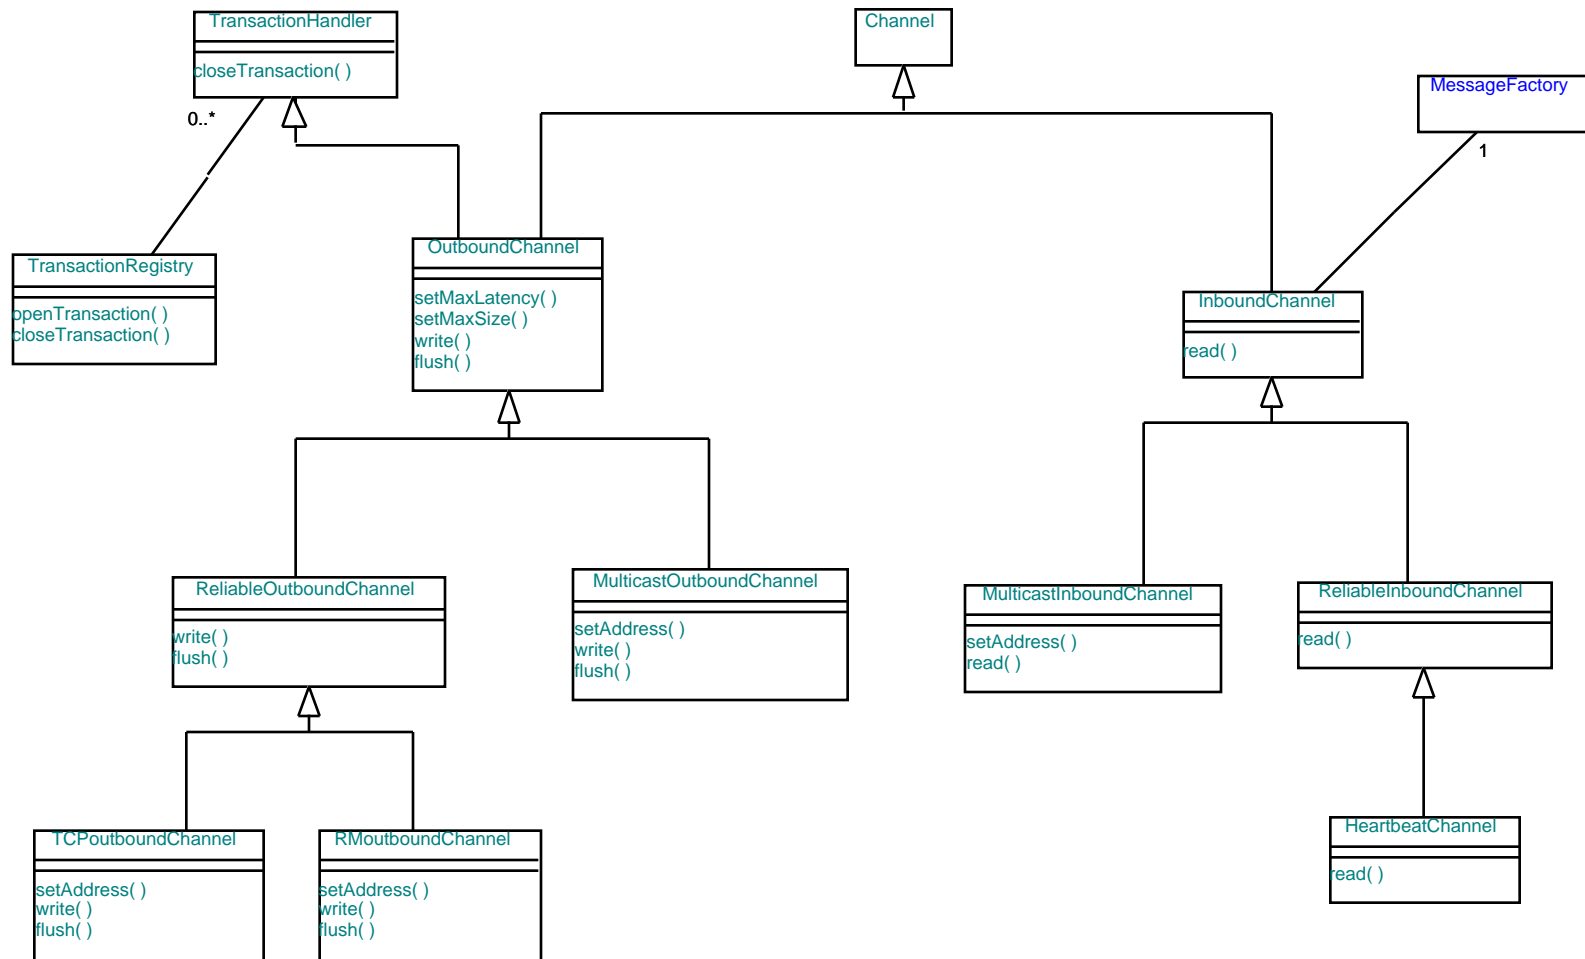 TransactionHandler
closeTransaction( )
Channel
MessageFactory
0..*
1
TransactionRegistry
openTransaction( )
closeTransaction( )
OutboundChannel
setMaxLatency( )
setMaxSize( )
write( )
flush( )
InboundChannel
read( )
ReliableOutboundChannel
write( )
flush( )
MulticastOutboundChannel
setAddress( )
write( )
flush( )
MulticastInboundChannel
setAddress( )
read( )
ReliableInboundChannel
read( )
TCPoutboundChannel
setAddress( )
write( )
flush( )
RMoutboundChannel
setAddress( )
write( )
flush( )
HeartbeatChannel
read( )